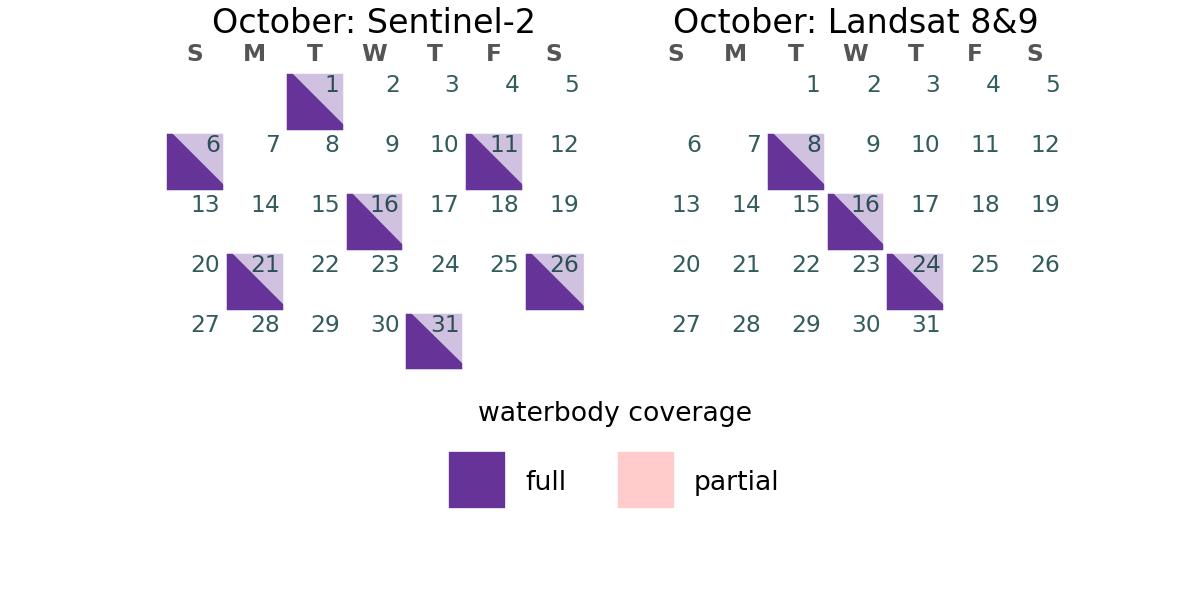 October: Sentinel-2
S M T W T F S
1 2 3 4 5
6 7 8 9 10 11 12
13 14 15 16 17 18 19
20 21 22 23 24 25 26
27 28 29 30 31
October: Landsat 8&9
S M T W T F S
1 2 3 4 5
6 7 8 9 10 11 12
13 14 15 16 17 18 19
20 21 22 23 24 25 26
27 28 29 30 31
waterbody coverage
full
partial